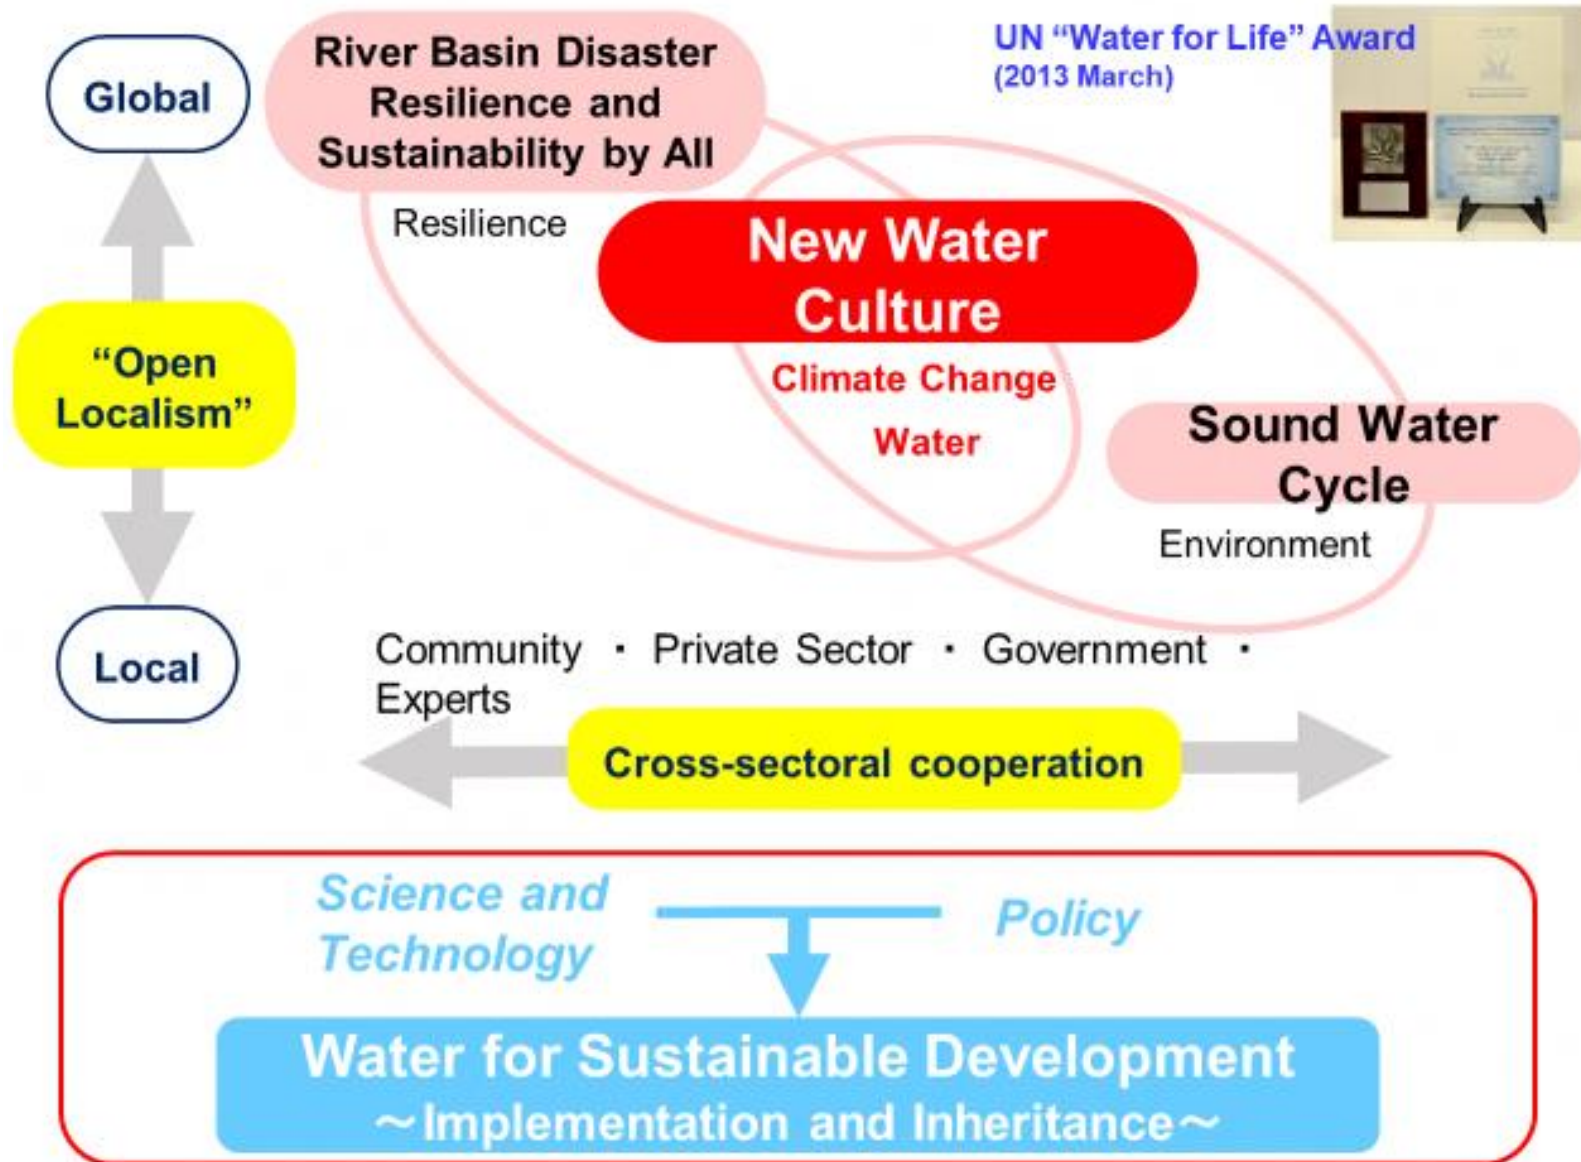 UN “Water for Life” Award
(2013 March)
Global
River Basin Disaster
Resilience and
Sustainability by All
Resilience
New Water
Culture
“Open
Localism”
Climate Change
Water
Sound Water
Cycle
Environment
Local
Community ・ Private Sector ・ Government ・
Experts
Cross-sectoral cooperation
Science and
Technology
Policy
Water for Sustainable Development
～Implementation and Inheritance～